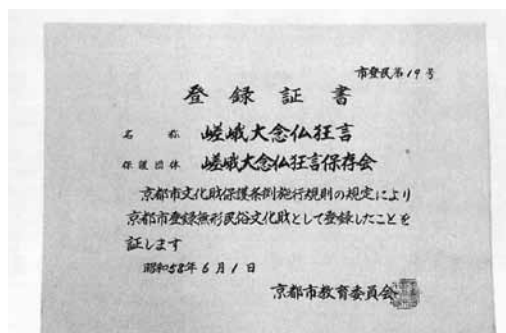 市登民第19号
登録証書
名称 嵯峨大念仏狂言
保護団体 嵯峨大念仏狂言保存会
京都市文化財保護条例施行規則の規定により
京都市登録無形民俗文化財として登録したことを
証します
昭和58年6月1日
京都市教育委員会